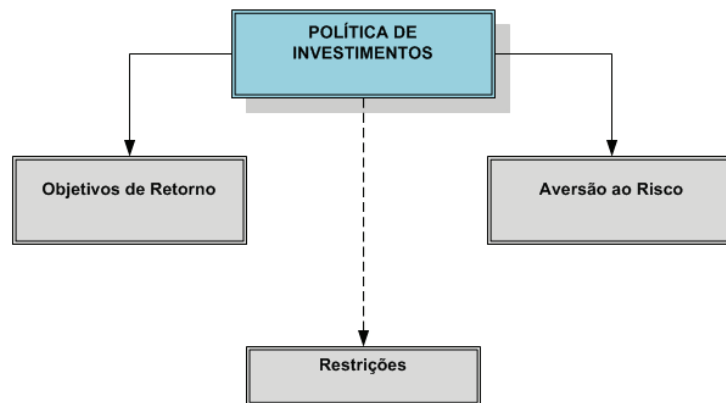 POLÍTICA DE
INVESTIMENTOS
Objetivos de Retorno
Aversão ao Risco
Restrições